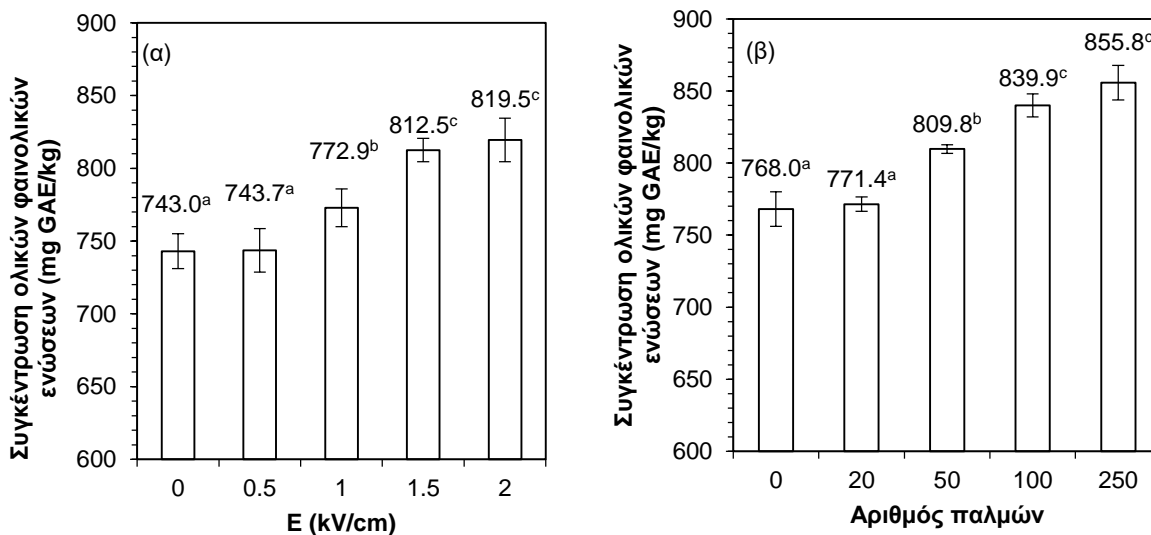 Συγκέντρωση ολικών φαινολικών
ενώσεων (mg GAE/kg)
900
850
800
750
700
650
600
(α)
743.0ᵃ
743.7ᵃ
772.9ᵇ
812.5ᶜ
819.5ᶜ
0 0.5 1 1.5 2
E (kV/cm)
Συγκέντρωση ολικών φαινολικών
ενώσεων (mg GAE/kg)
900
850
800
750
700
650
600
(β)
768.0ᵃ
771.4ᵃ
809.8ᵇ
839.9ᶜ
855.8ᶜ
0 20 50 100 250
Αριθμός παλμών